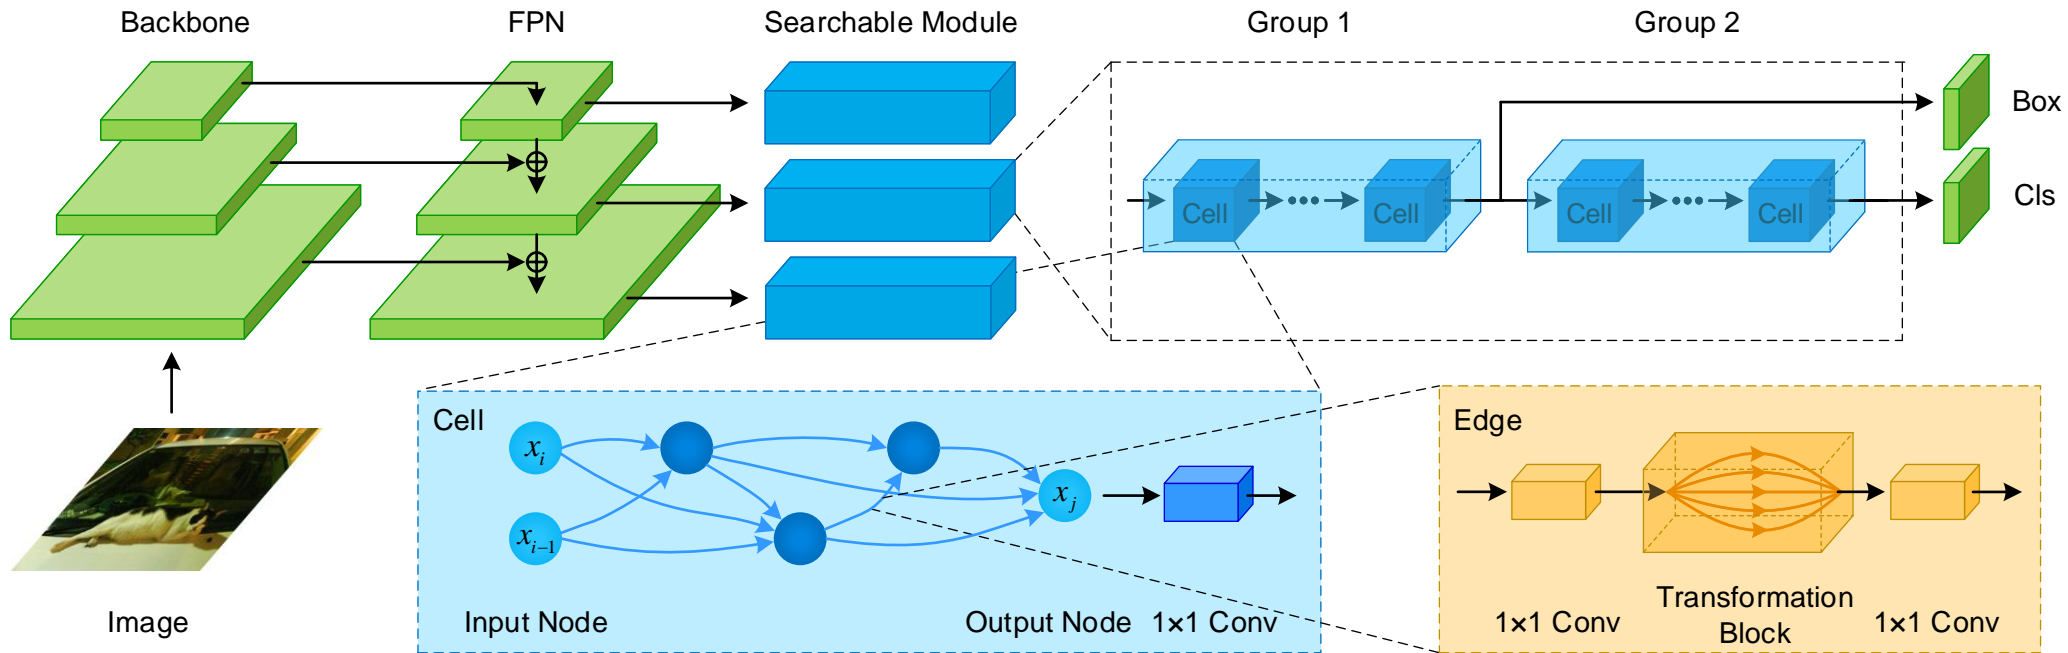 Backbone
FPN
Searchable Module
Group 1
Group 2
Box
Cls
Cell
Cell
Cell
Cell
Image
Cell
x_i
x_{i-1}
x_j
Input Node
Output Node
1×1 Conv
Edge
1×1 Conv
Transformation
Block
1×1 Conv